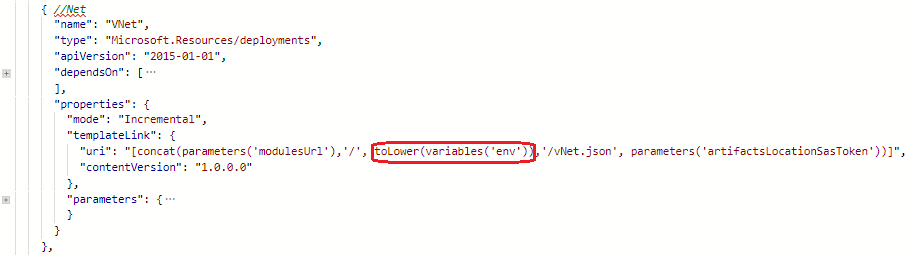 { //Net
"name": "VNet",
"type": "Microsoft.Resources/deployments",
"apiVersion": "2015-01-01",
"dependsOn": [ ...
],
"properties": {
"mode": "Incremental",
"templateLink": {
"uri": "[concat(parameters('modulesUrl'),'/', toLower(variables('env')),'/vNet.json', parameters('artifactsLocationSasToken'))]",
"contentVersion": "1.0.0.0"
},
"parameters": { ...
}
}
},